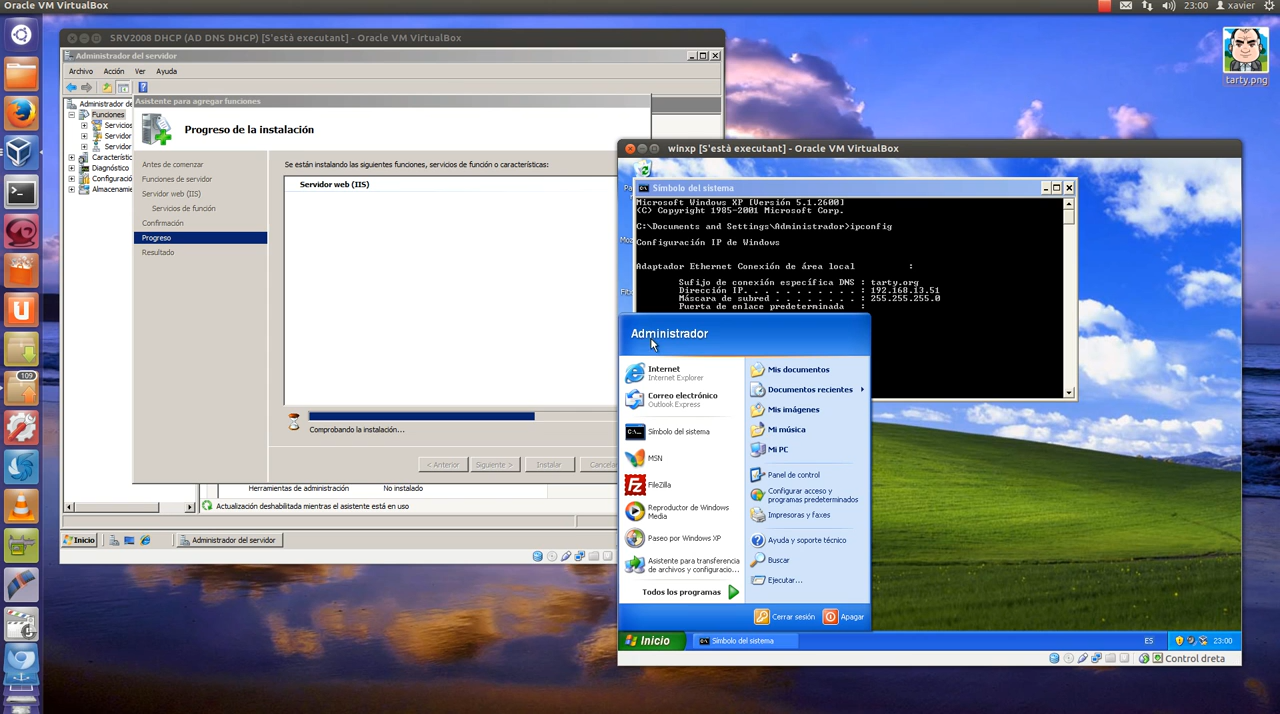 Oracle VM VirtualBox
23:00
xavier
tarty.png
109
SRV2008 DHCP (AD DNS DHCP) [S'està executant] - Oracle VM VirtualBox
Administrador del servidor
Archivo Acción Ver Ayuda
Administrador de
Funciones
Servicios
Servidor
Servidor
Característic
Diagnóstico
Configuració
Almacenamie
Asistente para agregar funciones
Progreso de la instalación
Antes de comenzar
Funciones de servidor
Servidor web (IIS)
Servicios de función
Confirmación
Progreso
Resultado
Se están instalando las siguientes funciones, servicios de función o características:
Servidor web (IIS)
Comprobando la instalación...
< Anterior Siguiente > Instalar Cancela
Herramientas de administración No instalado
Actualización deshabilitada mientras el asistente está en uso
Inicio
Administrador del servidor
winxp [S'està executant] - Oracle VM VirtualBox
Símbolo del sistema
Microsoft Windows XP [Versión 5.1.2600]
(C) Copyright 1985-2001 Microsoft Corp.
C:\Documents and Settings\Administrador>ipconfig
Configuración IP de Windows
Adaptador Ethernet Conexión de área local :
Sufijo de conexión específica DNS : tarty.org
Dirección IP. . . . . . . . . . . : 192.168.13.51
Máscara de subred . . . . . . . . : 255.255.255.0
Puerta de enlace predeterminada :
Administrador
Internet
Internet Explorer
Correo electrónico
Outlook Express
Símbolo del sistema
MSN
FileZilla
Reproductor de Windows
Media
Paseo por Windows XP
Asistente para transferencia
de archivos y configuracio...
Todos los programas
Mis documentos
Documentos recientes
Mis imágenes
Mi música
Mi PC
Panel de control
Configurar acceso y
programas predeterminados
Impresoras y faxes
Ayuda y soporte técnico
Buscar
Ejecutar...
Cerrar sesión Apagar
Inicio
Símbolo del sistema
ES
23:00
Control dreta